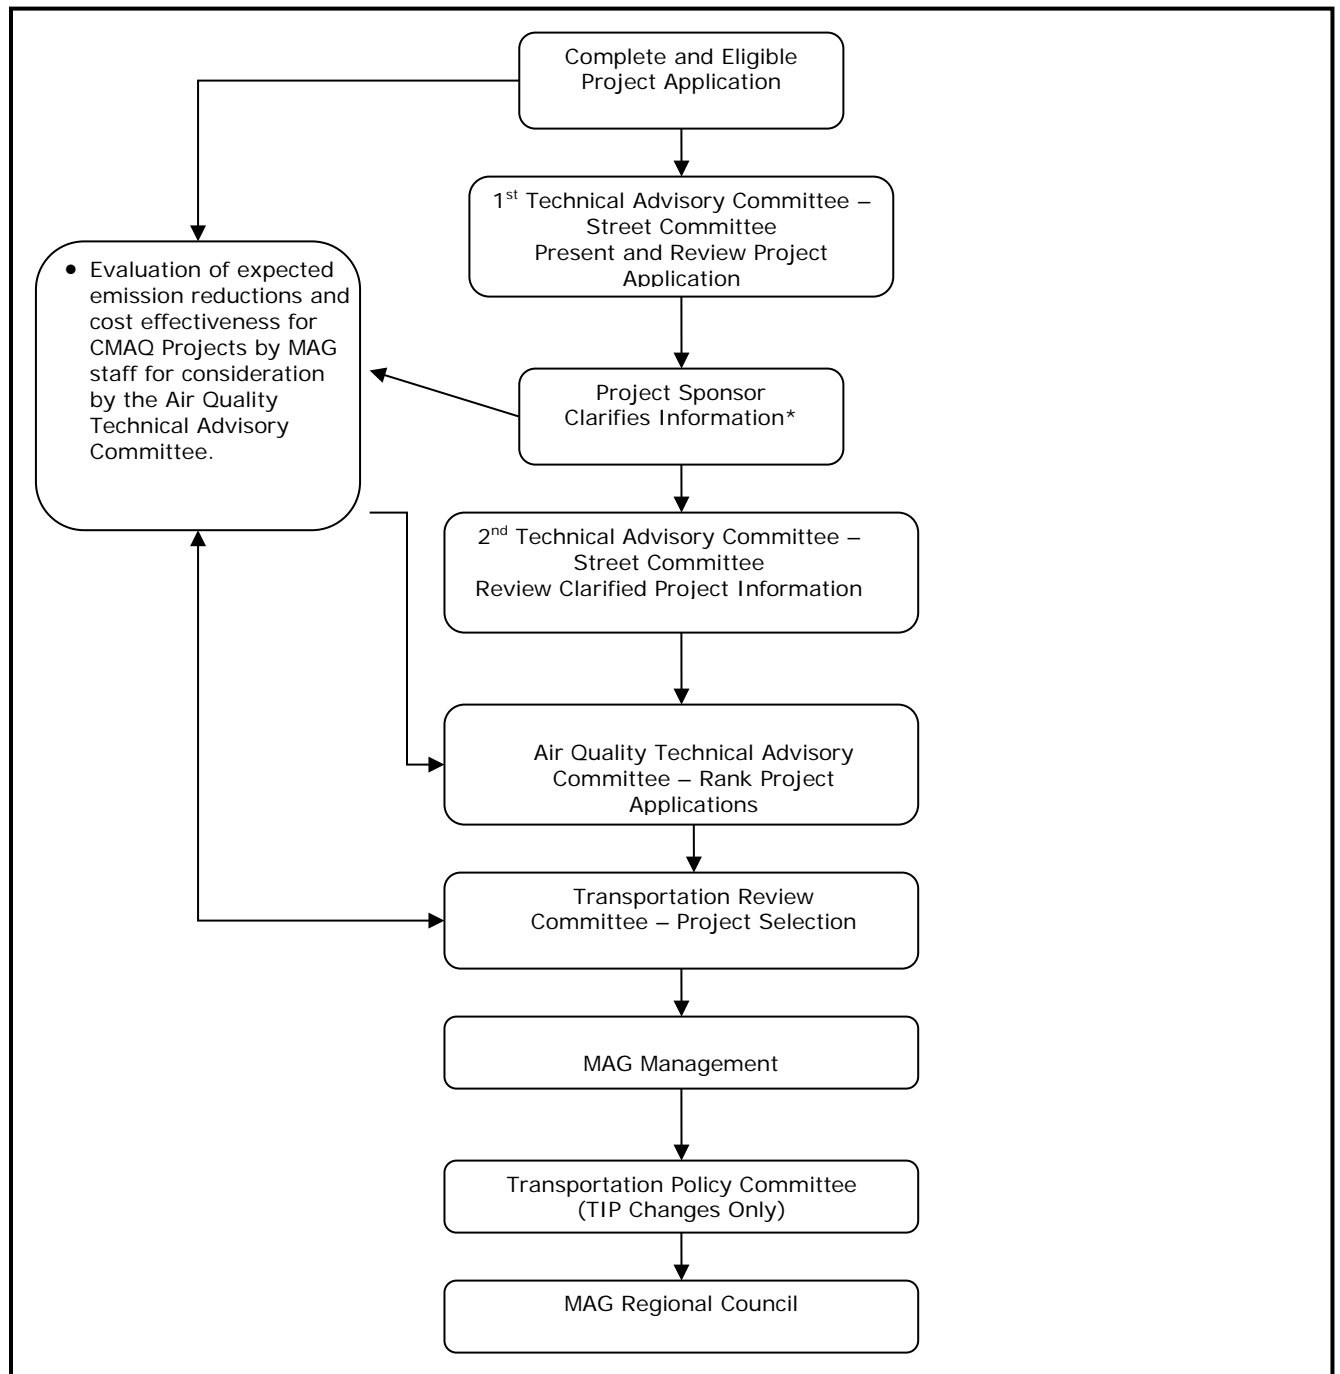 Complete and Eligible
Project Application
1st Technical Advisory Committee –
Street Committee
Present and Review Project
Application
• Evaluation of expected
emission reductions and
cost effectiveness for
CMAQ Projects by MAG
staff for consideration
by the Air Quality
Technical Advisory
Committee.
Project Sponsor
Clarifies Information*
2nd Technical Advisory Committee –
Street Committee
Review Clarified Project Information
Air Quality Technical Advisory
Committee – Rank Project
Applications
Transportation Review
Committee – Project Selection
MAG Management
Transportation Policy Committee
(TIP Changes Only)
MAG Regional Council